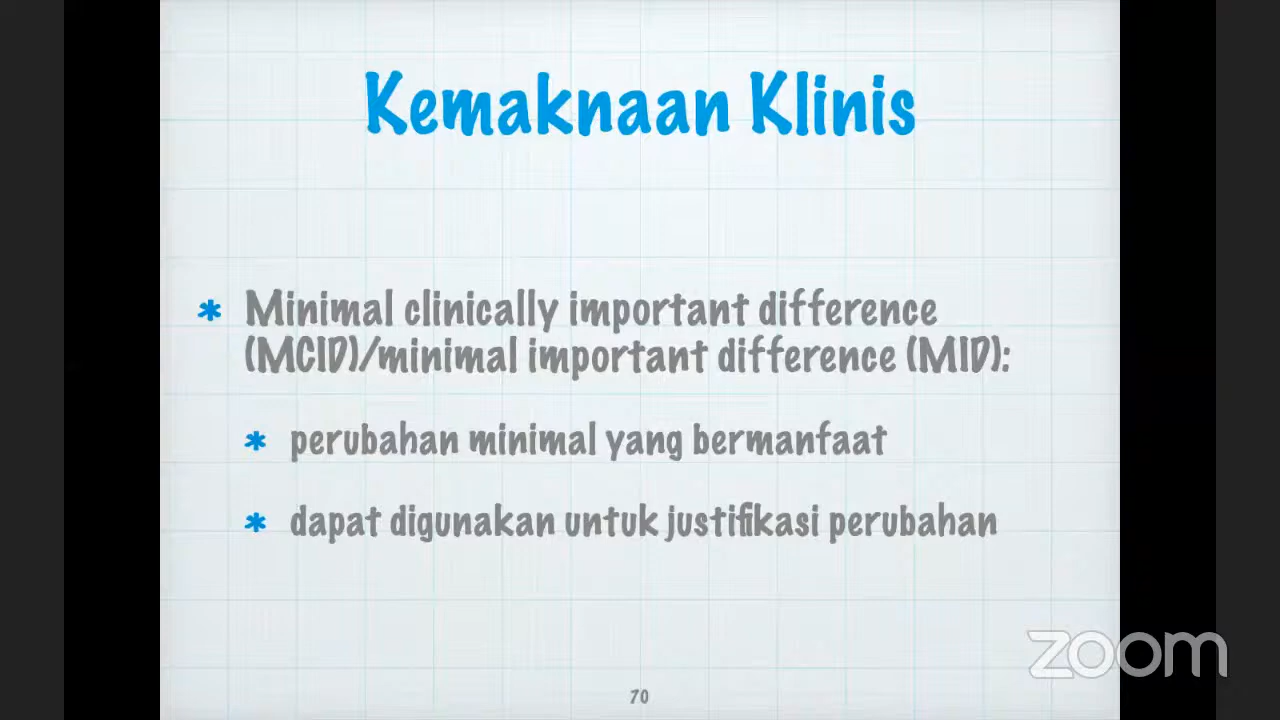 Kemaknaan Klinis
* Minimal clinically important difference
(MCID)/minimal important difference (MID):
* perubahan minimal yang bermanfaat
* dapat digunakan untuk justifikasi perubahan
zoom
70